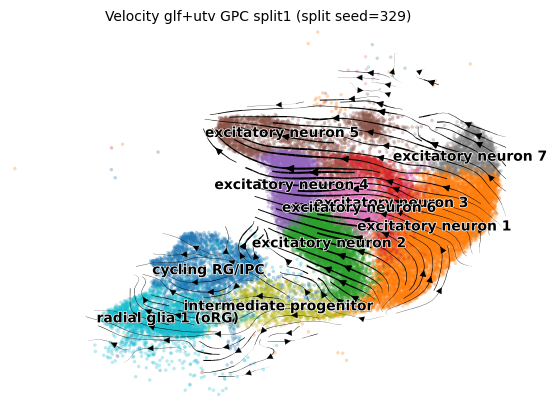 Velocity glf+utv GPC split1 (split seed=329)
excitatory neuron 5
excitatory neuron 7
excitatory neuron 4
excitatory neuron 3
excitatory neuron 6
excitatory neuron 1
excitatory neuron 2
cycling RG/IPC
intermediate progenitor
radial glia 1 (oRG)